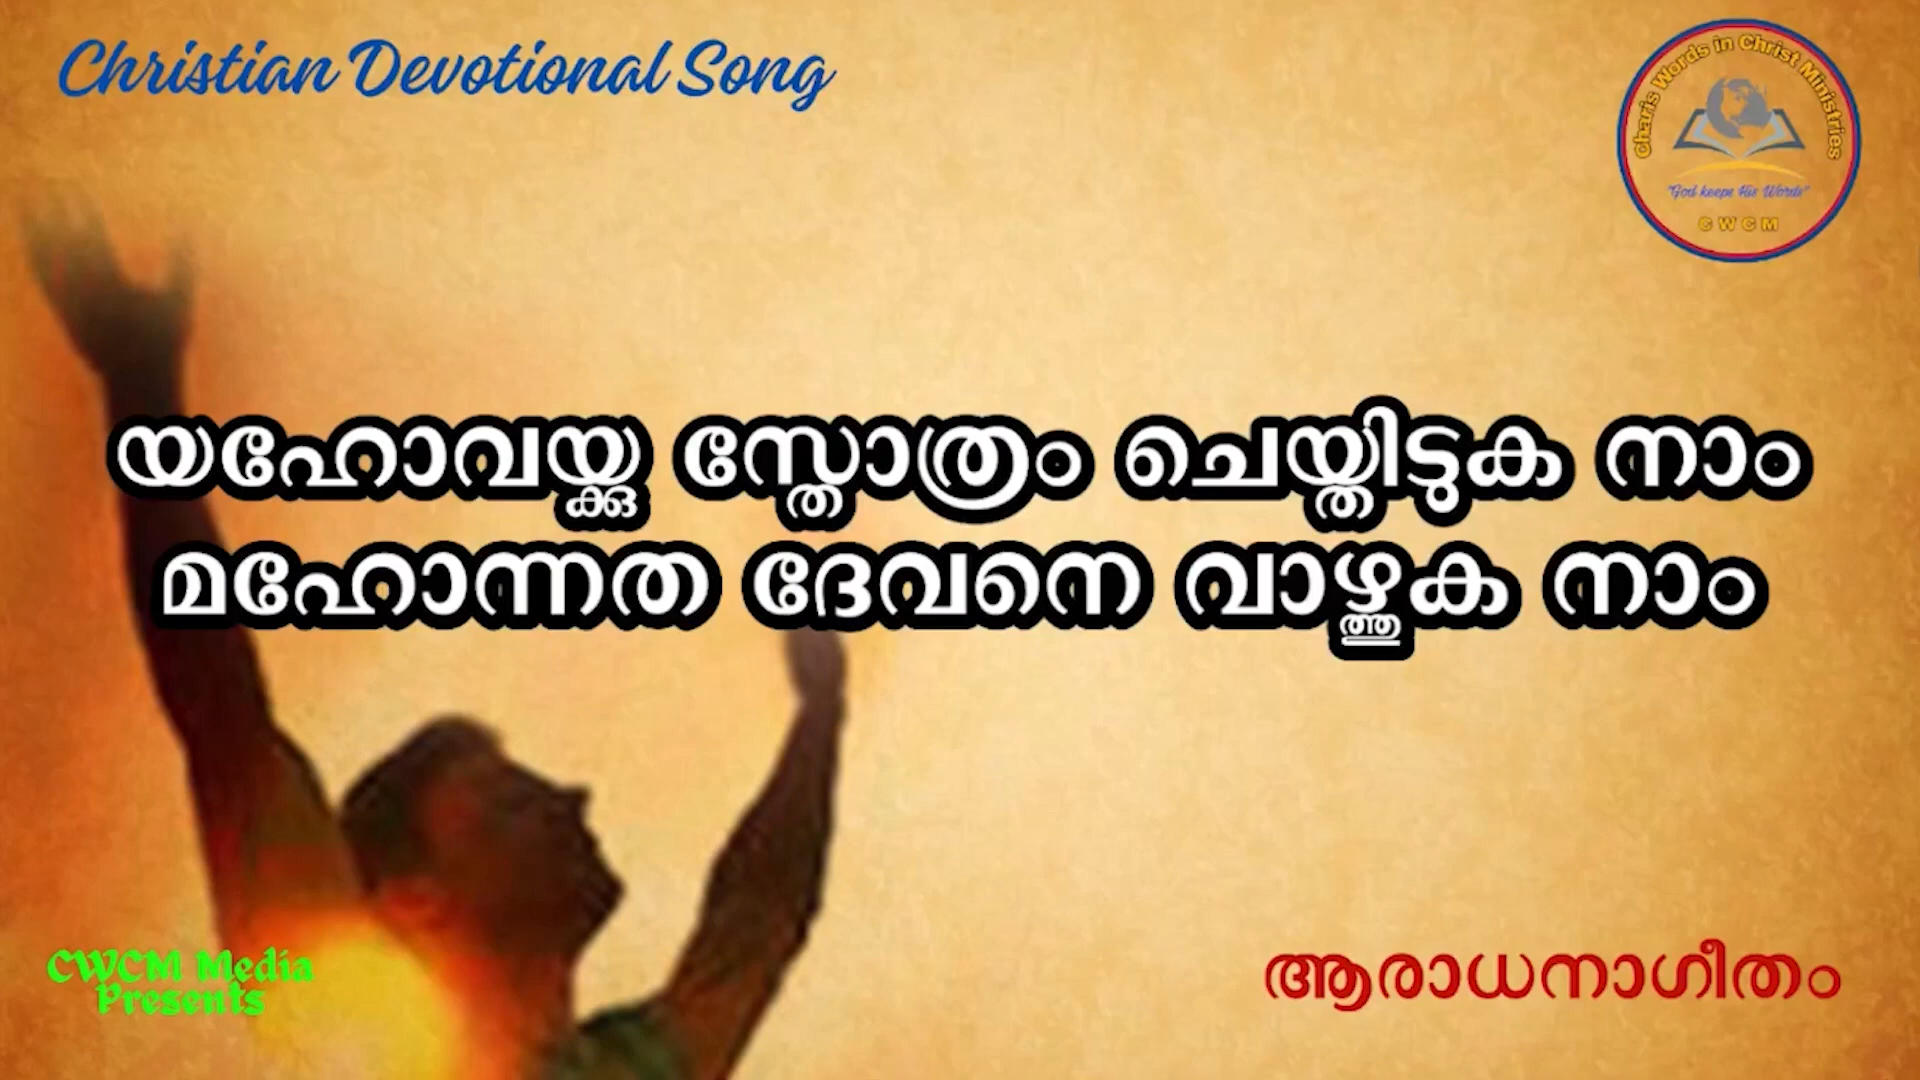 Christian Devotional Song
Charis Words in Christ Ministries
"God keeps His Words"
CWCM
യഹോവയ്ക്കു സ്തോത്രം ചെയ്തിടുക നാം
മഹോന്നത ദേവനെ വാഴ്ത്തുക നാം
CWCM Media
Presents
ആരാധനാഗീതം